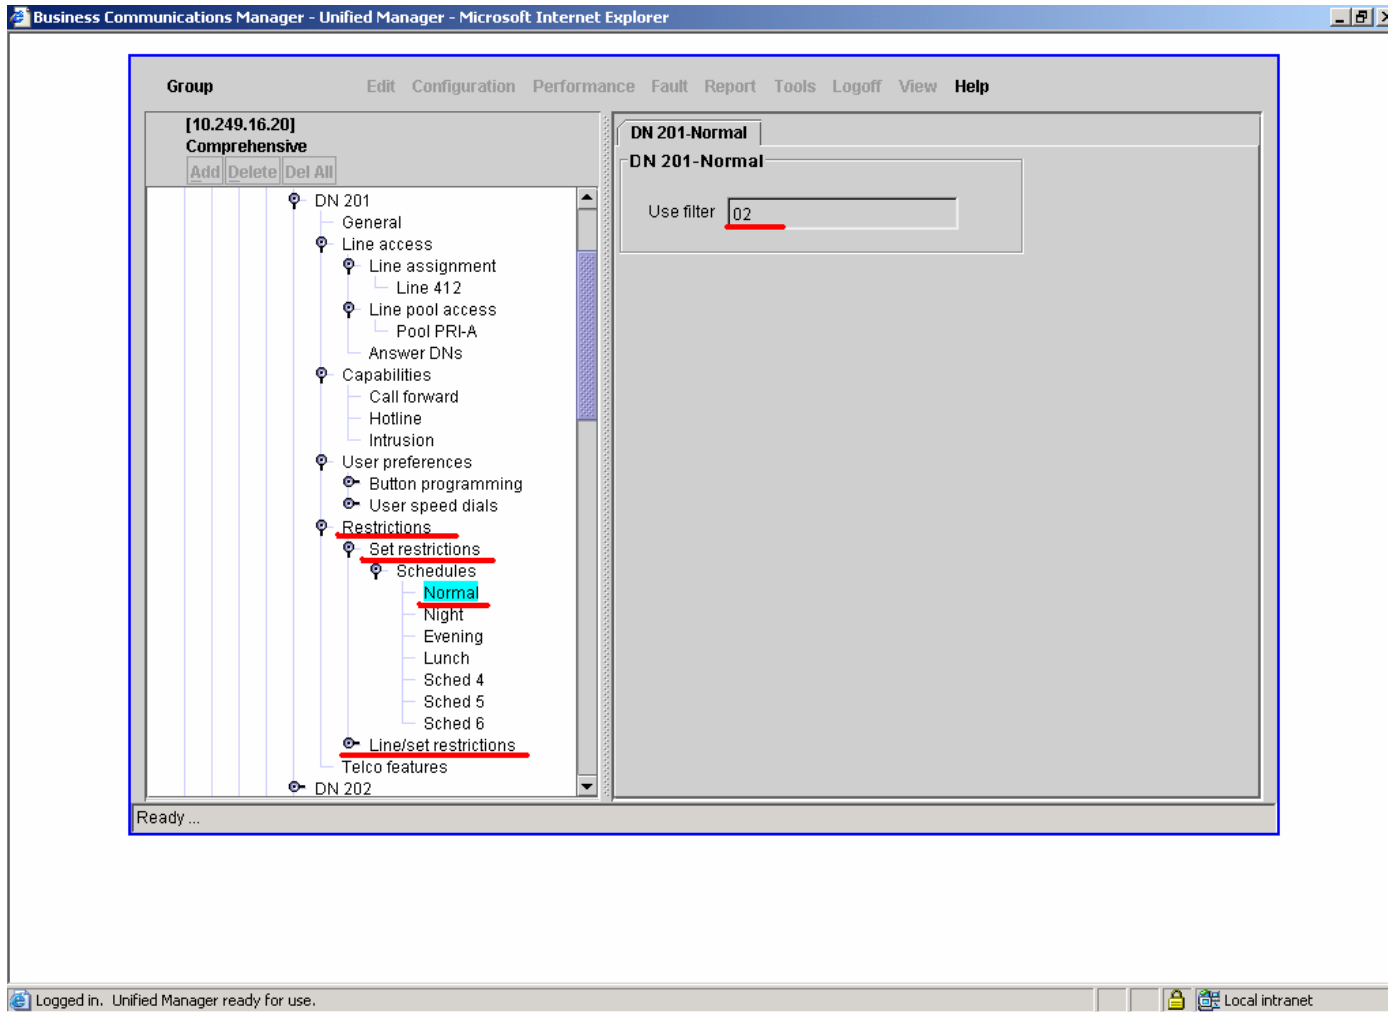 Business Communications Manager - Unified Manager - Microsoft Internet Explorer
Group Edit Configuration Performance Fault Report Tools Logoff View Help
[10.249.16.20]
Comprehensive
Add Delete Del All
DN 201
General
Line access
Line assignment
Line 412
Line pool access
Pool PRI-A
Answer DNs
Capabilities
Call forward
Hotline
Intrusion
User preferences
Button programming
User speed dials
Restrictions
Set restrictions
Schedules
Normal
Night
Evening
Lunch
Sched 4
Sched 5
Sched 6
Line/set restrictions
Telco features
DN 202
DN 201-Normal
DN 201-Normal
Use filter 02
Ready ...
Logged in. Unified Manager ready for use.
Local intranet